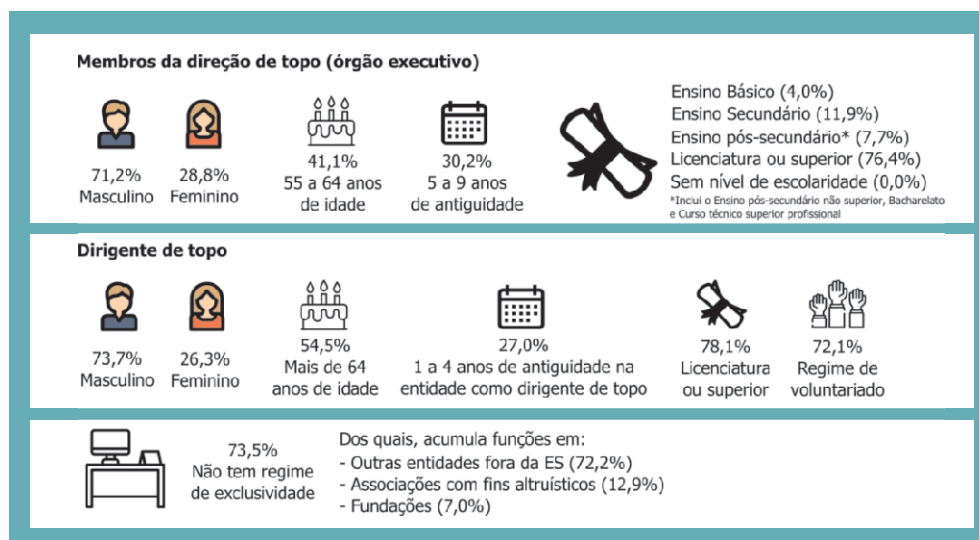 Membros da direção de topo (órgão executivo)
71,2%
Masculino
28,8%
Feminino
41,1%
55 a 64 anos
de idade
30,2%
5 a 9 anos
de antiguidade
Ensino Básico (4,0%)
Ensino Secundário (11,9%)
Ensino pós-secundário* (7,7%)
Licenciatura ou superior (76,4%)
Sem nível de escolaridade (0,0%)
*Inclui o Ensino pós-secundário não superior, Bacharelato
e Curso técnico superior profissional
Dirigente de topo
73,7%
Masculino
26,3%
Feminino
54,5%
Mais de 64
anos de idade
27,0%
1 a 4 anos de antiguidade na
entidade como dirigente de topo
78,1%
Licenciatura
ou superior
72,1%
Regime de
voluntariado
73,5%
Não tem regime
de exclusividade
Dos quais, acumula funções em:
- Outras entidades fora da ES (72,2%)
- Associações com fins altruísticos (12,9%)
- Fundações (7,0%)